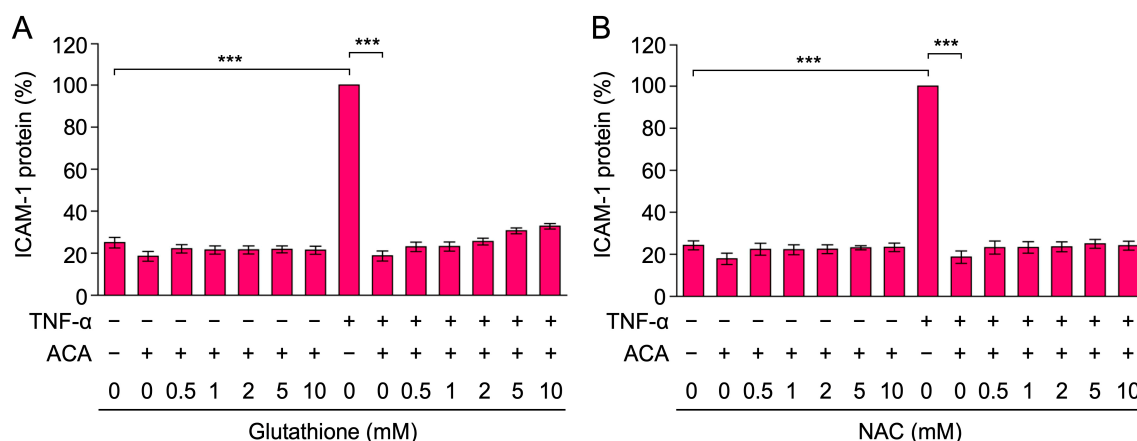 A
ICAM-1 protein (%)
120
100
80
60
40
20
0
***
***
TNF-α – – – – – – – + + + + + + +
ACA – + + + + + + – + + + + + +
0 0 0.5 1 2 5 10 0 0 0.5 1 2 5 10
Glutathione (mM)
B
ICAM-1 protein (%)
120
100
80
60
40
20
0
***
***
TNF-α – – – – – – – + + + + + + +
ACA – + + + + + + – + + + + + +
0 0 0.5 1 2 5 10 0 0 0.5 1 2 5 10
NAC (mM)